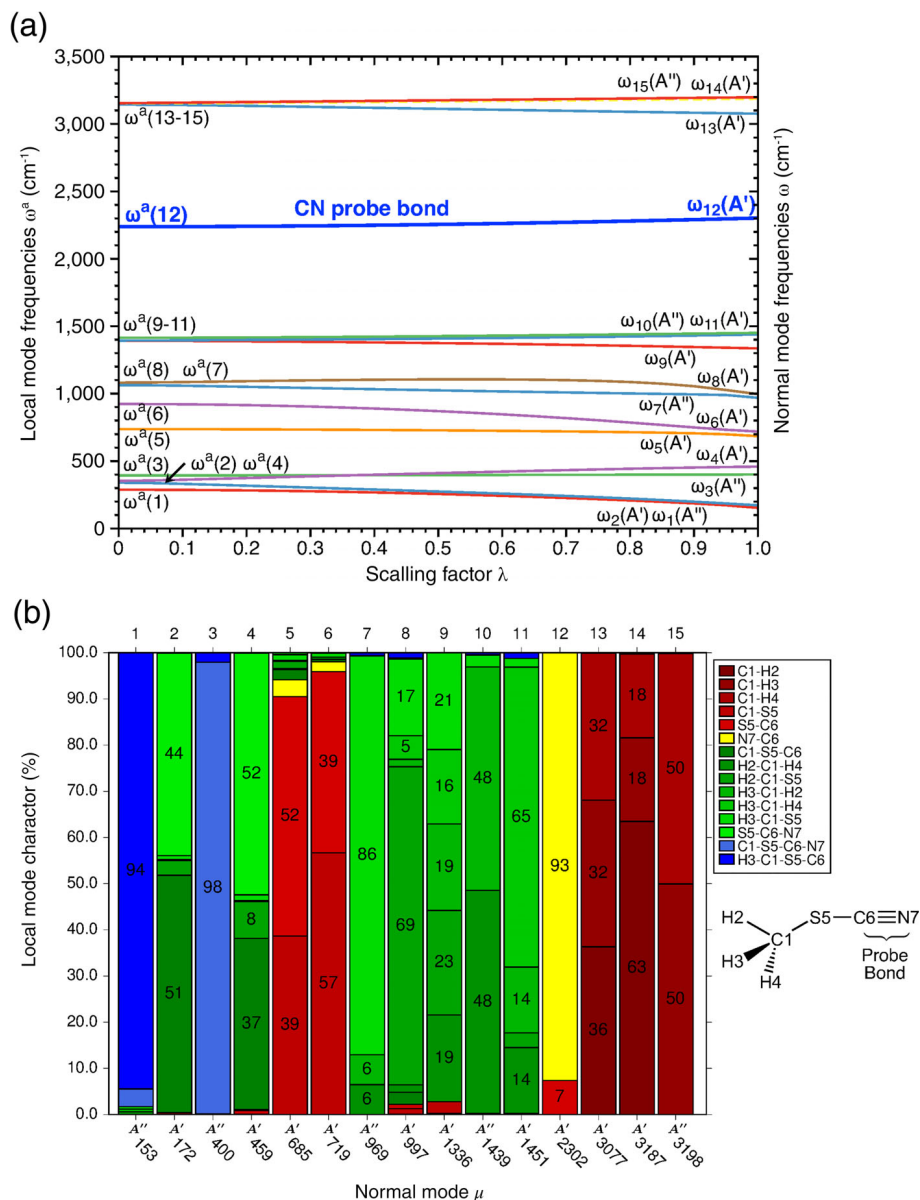 (a)
3,500
3,000
2,500
2,000
1,500
1,000
500
0
Local mode frequencies ωᵃ (cm⁻¹)
Normal mode frequencies ω (cm⁻¹)
ω₁₅(A'') ω₁₄(A')
ωᵃ(13-15)
ω₁₃(A')
ωᵃ(12)
CN probe bond
ω₁₂(A')
ωᵃ(9-11)
ω₁₀(A'') ω₁₁(A')
ω₉(A')
ωᵃ(8) ωᵃ(7)
ω₈(A')
ω₇(A'')
ωᵃ(6)
ω₆(A')
ωᵃ(5)
ω₅(A')
ω₄(A')
ωᵃ(3) ωᵃ(2) ωᵃ(4)
ω₃(A'')
ωᵃ(1)
ω₂(A') ω₁(A'')
0 0.1 0.2 0.3 0.4 0.5 0.6 0.7 0.8 0.9 1.0
Scalling factor λ
(b)
1 2 3 4 5 6 7 8 9 10 11 12 13 14 15
100.0
90.0
80.0
70.0
60.0
50.0
40.0
30.0
20.0
10.0
0.0
Local mode charactor (%)
94
44
51
98
52
8
37
52
39
39
57
86
6
6
17
5
69
21
16
19
23
19
48
48
65
14
14
93
7
32
32
36
18
18
63
50
50
A'' A' A'' A' A' A' A'' A' A' A'' A' A' A' A' A''
153 172 400 459 685 719 969 997 1336 1439 1451 2302 3077 3187 3198
Normal mode μ
C1-H2
C1-H3
C1-H4
C1-S5
S5-C6
N7-C6
C1-S5-C6
H2-C1-H4
H2-C1-S5
H3-C1-H2
H3-C1-H4
H3-C1-S5
S5-C6-N7
C1-S5-C6-N7
H3-C1-S5-C6
H2 S5 C6 N7
C1
H3
H4
Probe
Bond